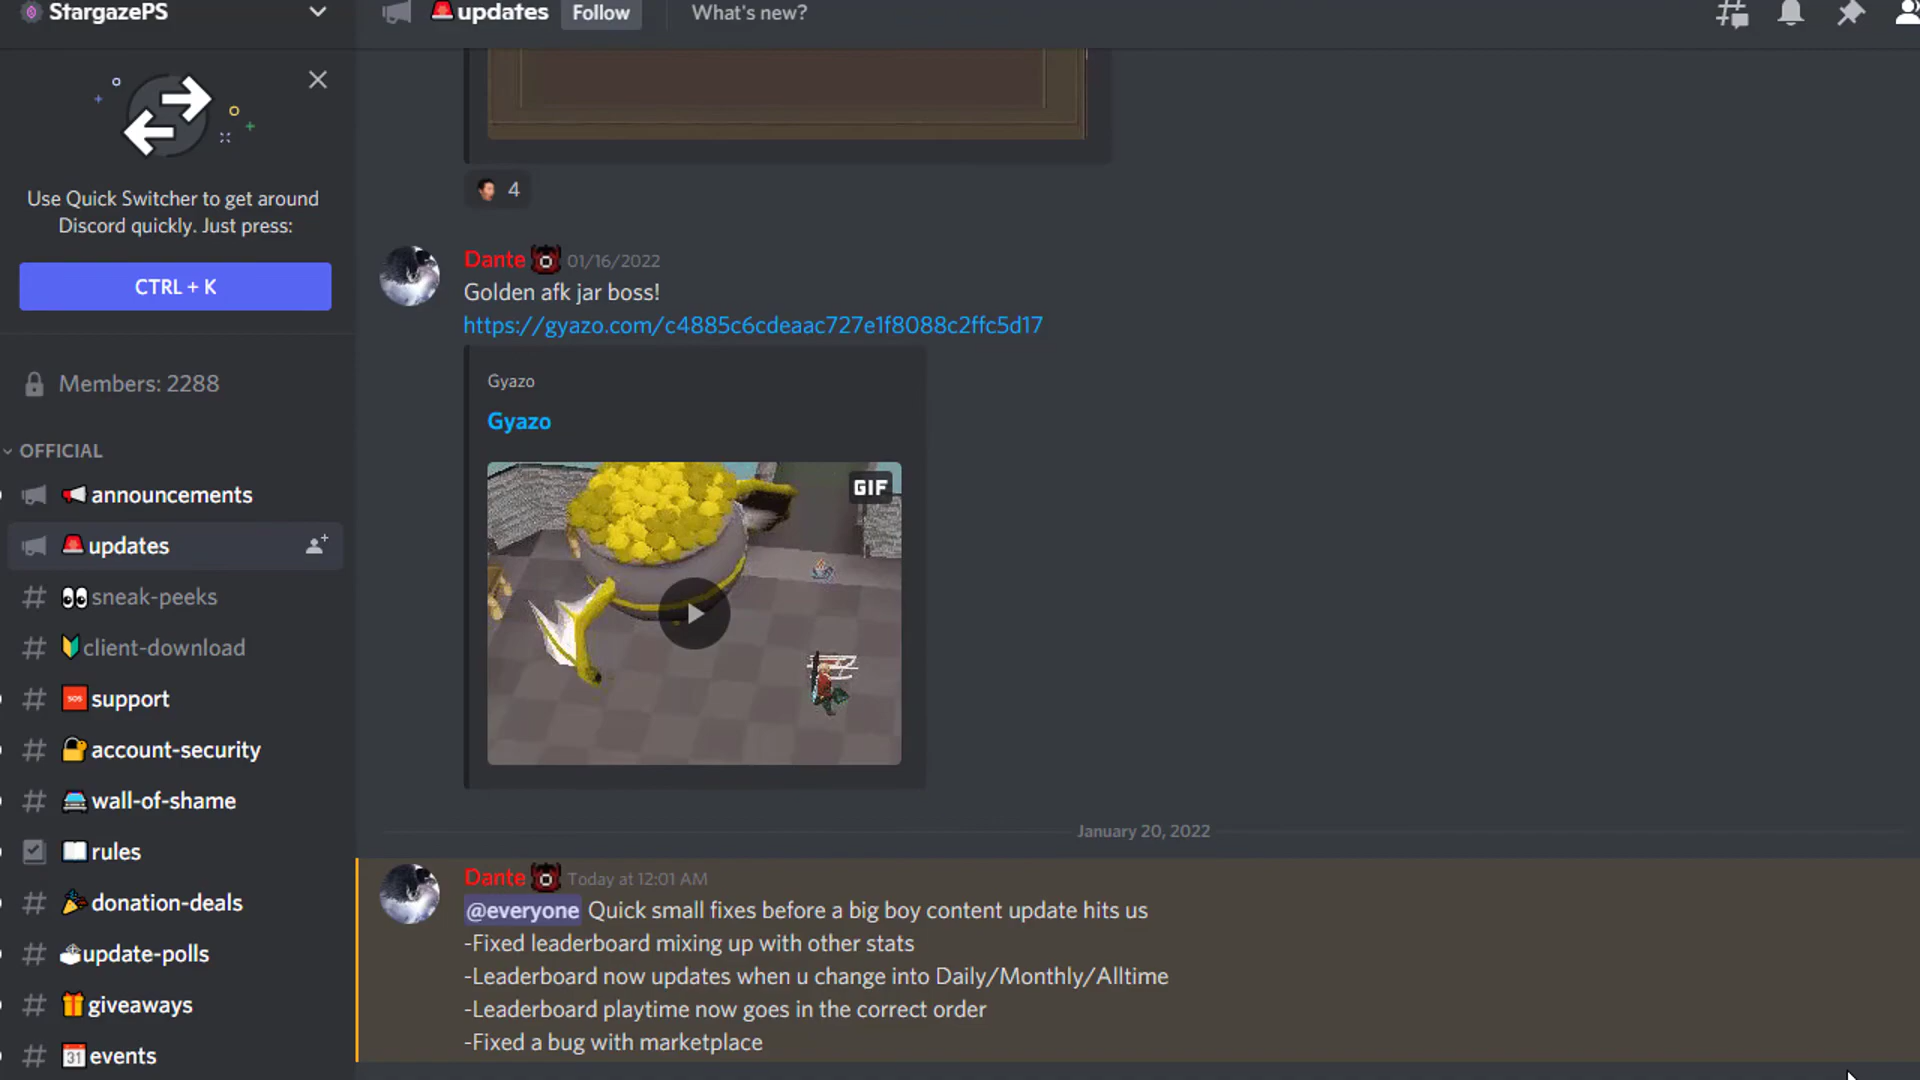 StargazePS
updates Follow What's new?
Use Quick Switcher to get around
Discord quickly. Just press:
CTRL + K
Members: 2288
OFFICIAL
announcements
updates
sneak-peeks
client-download
SOS support
account-security
wall-of-shame
rules
donation-deals
update-polls
giveaways
31 events
4
Dante 01/16/2022
Golden afk jar boss!
https://gyazo.com/c4885c6cdeaac727e1f8088c2ffc5d17
Gyazo
Gyazo
GIF
January 20, 2022
Dante Today at 12:01 AM
@everyone Quick small fixes before a big boy content update hits us
-Fixed leaderboard mixing up with other stats
-Leaderboard now updates when u change into Daily/Monthly/Alltime
-Leaderboard playtime now goes in the correct order
-Fixed a bug with marketplace